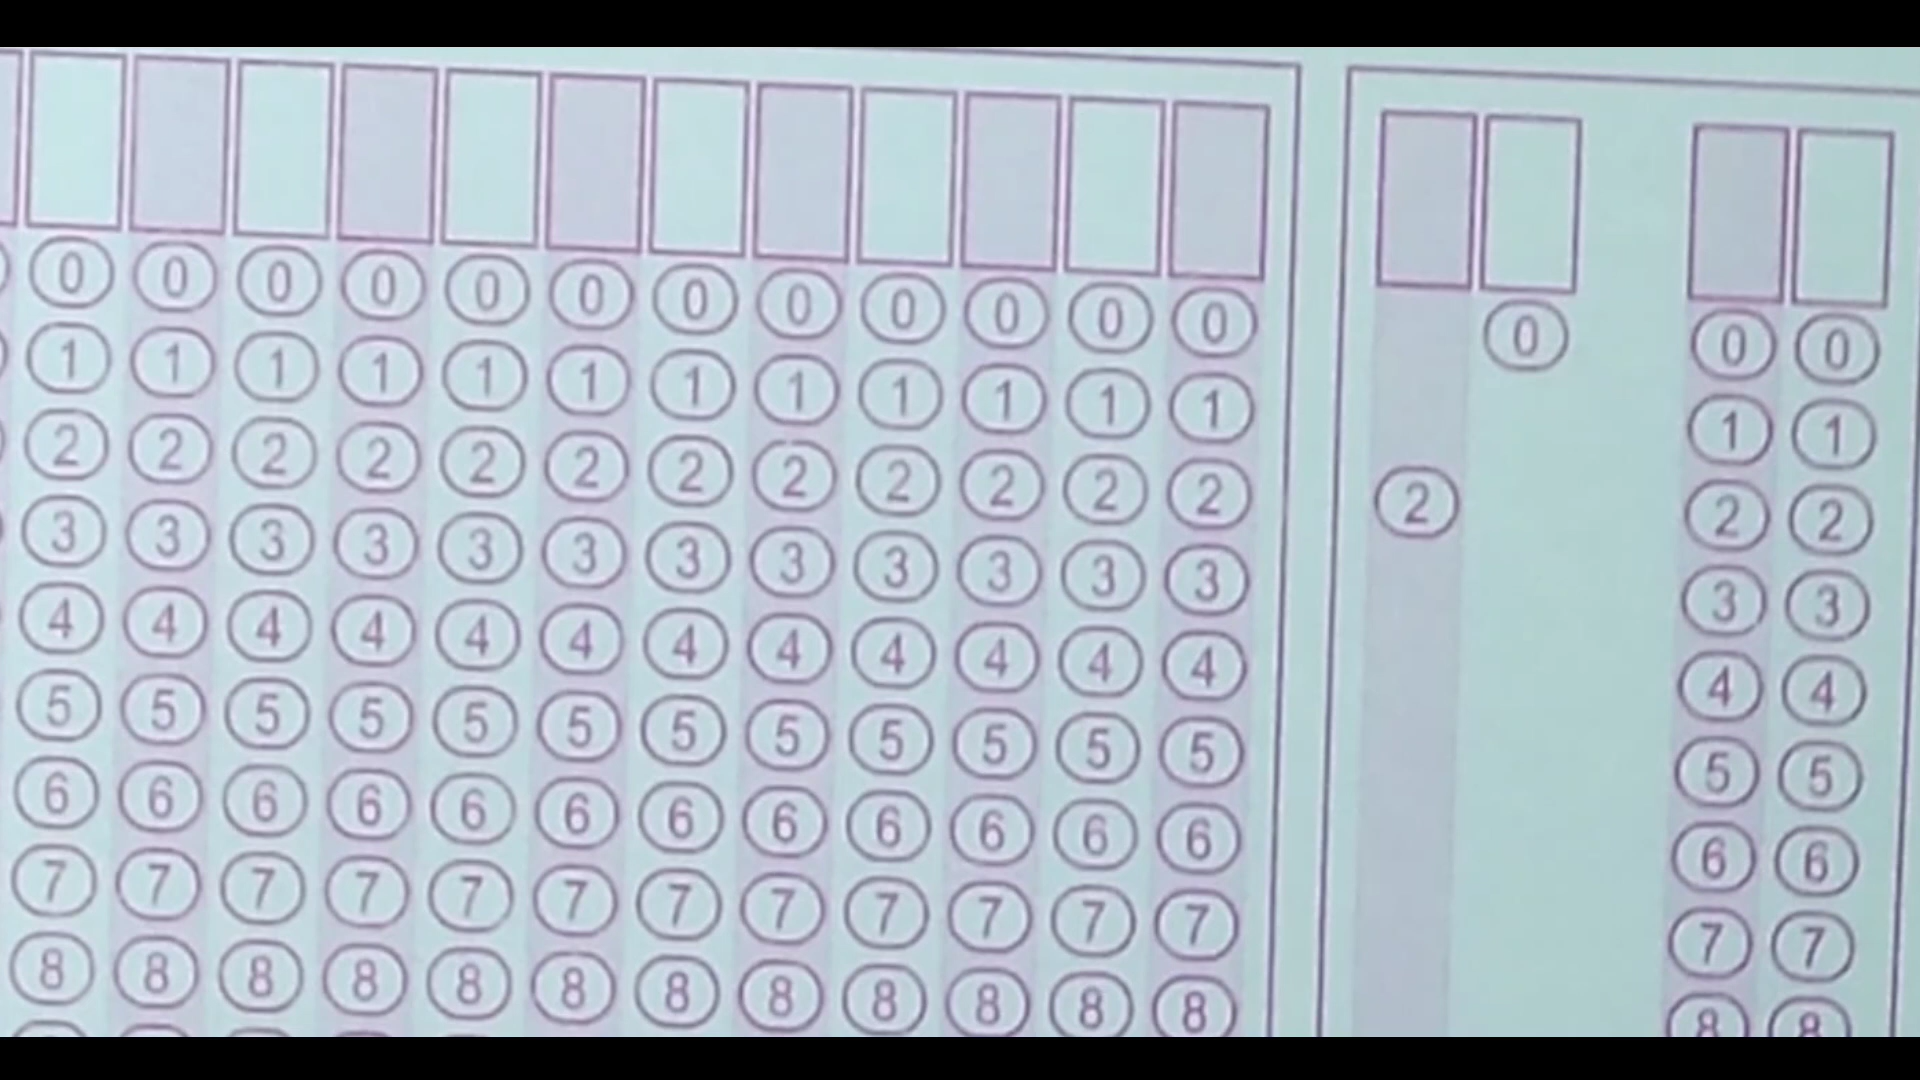 0 0 0 0 0 0 0 0 0 0 0 0 0 0 0
1 1 1 1 1 1 1 1 1 1 1 1 1 1
2 2 2 2 2 2 2 2 2 2 2 2 2 2 2
3 3 3 3 3 3 3 3 3 3 3 3 3 3
4 4 4 4 4 4 4 4 4 4 4 4 4 4
5 5 5 5 5 5 5 5 5 5 5 5 5 5
6 6 6 6 6 6 6 6 6 6 6 6 6 6
7 7 7 7 7 7 7 7 7 7 7 7 7 7
8 8 8 8 8 8 8 8 8 8 8 8 8 8